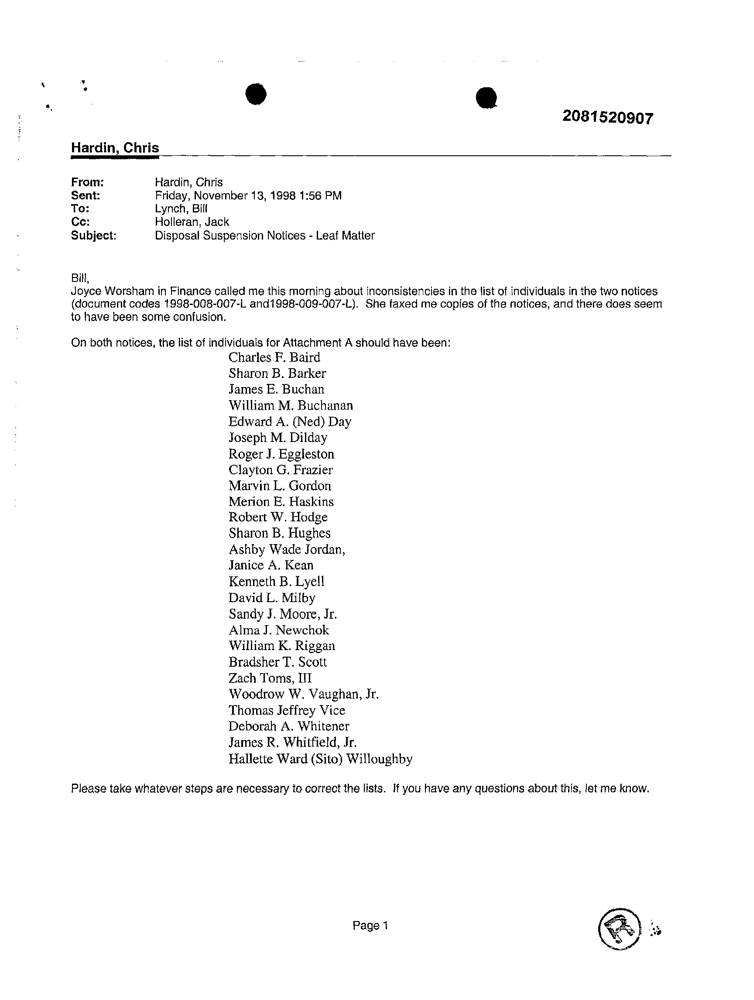 2081520907
Hardin, Chris
From: Hardin, Chris
Sent: Friday, November 13, 1998 1:56 PM
To: Lynch, Bill
Cc: Holleran, Jack
Subject: Disposal Suspension Notices - Leaf Matter
Bill,
Joyce Worsham in Finance called me this morning about inconsistencies in the list of individuals in the two notices
(document codes 1998-008-007-L and1998-009-007-L). She faxed me copies of the notices, and there does seem
to have been some confusion.
On both notices, the list of individuals for Attachment A should have been:
Charles F. Baird
Sharon B. Barker
James E. Buchan
William M. Buchanan
Edward A. (Ned) Day
Joseph M. Dilday
Roger J. Eggleston
Clayton G. Frazier
Marvin L. Gordon
Merion E. Haskins
Robert W. Hodge
Sharon B. Hughes
Ashby Wade Jordan,
Janice A. Kean
Kenneth B. Lyell
David L. Milby
Sandy J. Moore, Jr.
Alma J. Newchok
William K. Riggan
Bradsher T. Scott
Zach Toms, III
Woodrow W. Vaughan, Jr.
Thomas Jeffrey Vice
Deborah A. Whitener
James R. Whitfield, Jr.
Hallette Ward (Sito) Willoughby
Please take whatever steps are necessary to correct the lists. If you have any questions about this, let me know.
Page 1